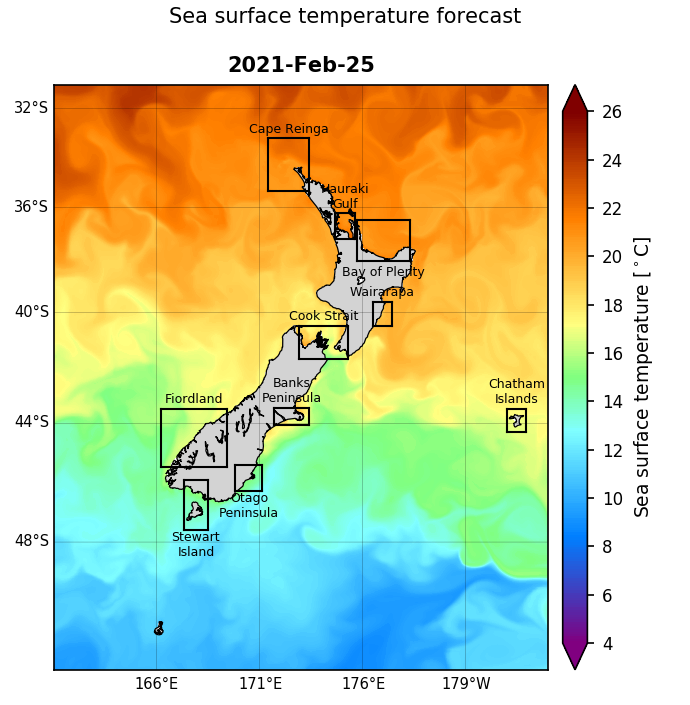 Sea surface temperature forecast
2021-Feb-25
32°S
36°S
40°S
44°S
48°S
166°E
171°E
176°E
179°W
Cape Reinga
Hauraki
Gulf
Bay of Plenty
Wairarapa
Cook Strait
Banks
Peninsula
Fiordland
Chatham
Islands
Otago
Peninsula
Stewart
Island
26
24
22
20
18
16
14
12
10
8
6
4
Sea surface temperature [°C]